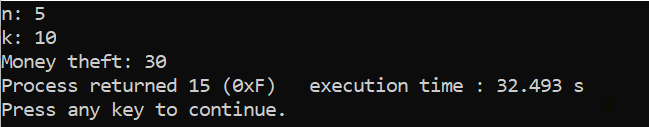 n: 5
k: 10
Money theft: 30
Process returned 15 (0xF)   execution time : 32.493 s
Press any key to continue.